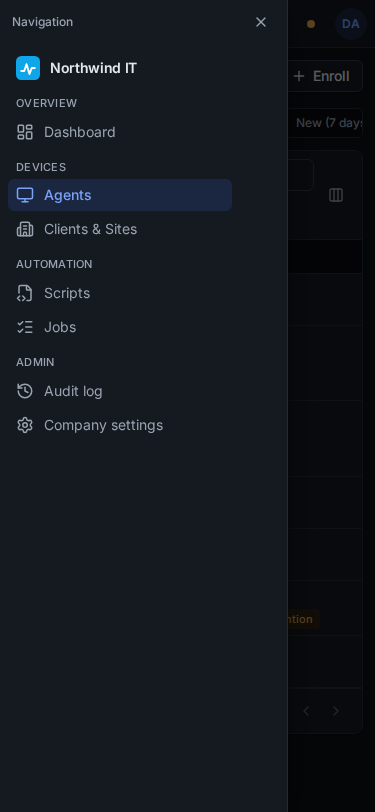 Navigation
DA
Northwind IT
Enroll
OVERVIEW
Dashboard
New (7 days
DEVICES
Agents
Clients & Sites
AUTOMATION
Scripts
Jobs
ADMIN
Audit log
Company settings
ntion